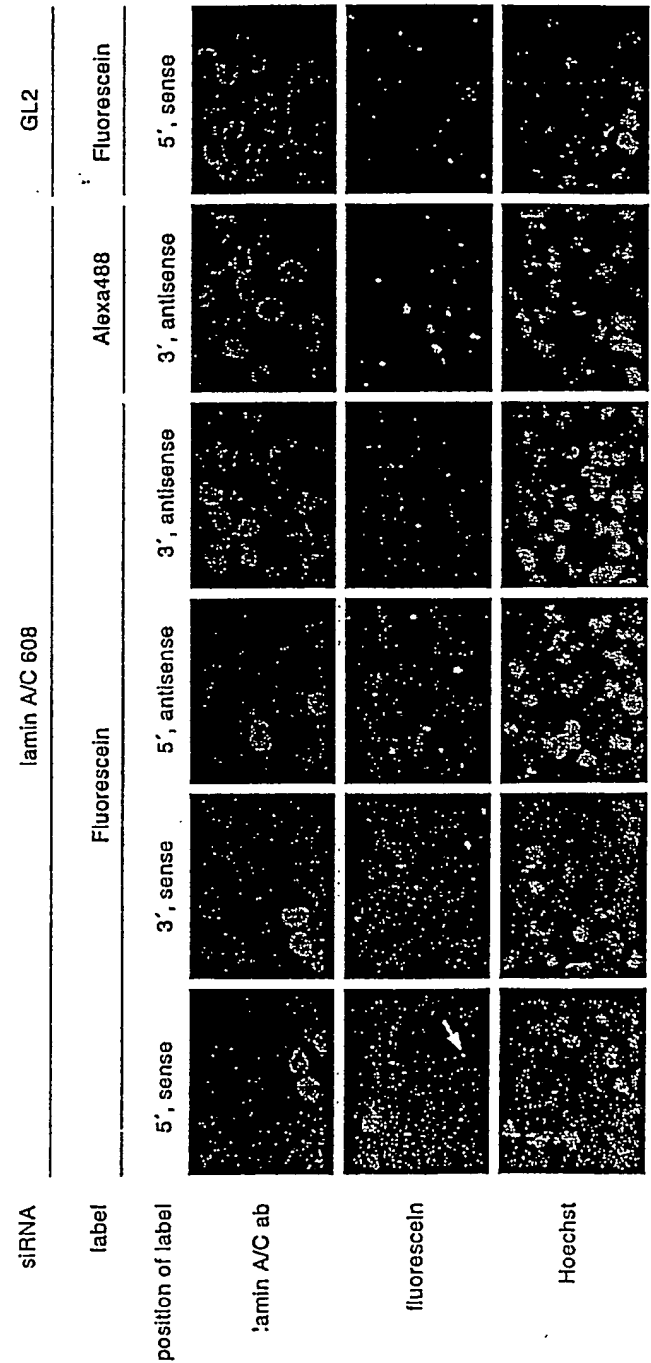 siRNA lamin A/C 608 GL2
label Fluorescein Alexa488 Fluorescein
position of label 5′, sense 3′, sense 5′, antisense 3′, antisense 3′, antisense 5′, sense
lamin A/C ab
fluorescein
Hoechst